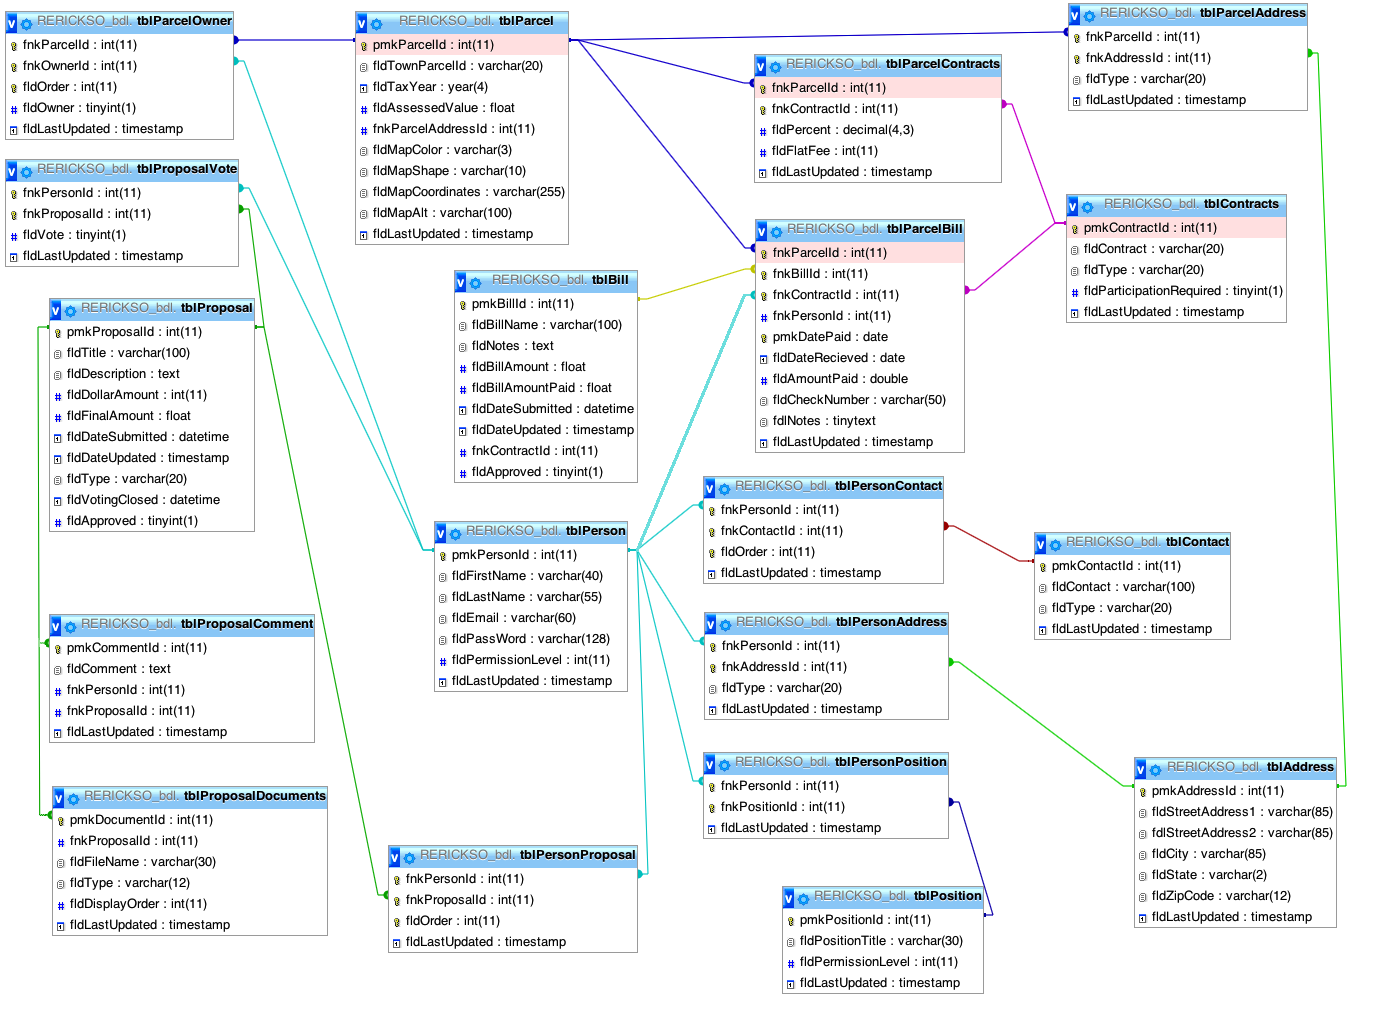 RERICKSO_bdl. tblParcelOwner
fnkParcelId : int(11)
fnkOwnerId : int(11)
fldOrder : int(11)
fldOwner : tinyint(1)
fldLastUpdated : timestamp
RERICKSO_bdl. tblParcel
pmkParcelId : int(11)
fldTownParcelId : varchar(20)
fldTaxYear : year(4)
fldAssessedValue : float
fnkParcelAddressId : int(11)
fldMapColor : varchar(3)
fldMapShape : varchar(10)
fldMapCoordinates : varchar(255)
fldMapAlt : varchar(100)
fldLastUpdated : timestamp
RERICKSO_bdl. tblParcelAddress
fnkParcelId : int(11)
fnkAddressId : int(11)
fldType : varchar(20)
fldLastUpdated : timestamp
RERICKSO_bdl. tblParcelContracts
fnkParcelId : int(11)
fnkContractId : int(11)
fldPercent : decimal(4,3)
fldFlatFee : int(11)
fldLastUpdated : timestamp
RERICKSO_bdl. tblProposalVote
fnkPersonId : int(11)
fnkProposalId : int(11)
fldVote : tinyint(1)
fldLastUpdated : timestamp
RERICKSO_bdl. tblContracts
pmkContractId : int(11)
fldContract : varchar(20)
fldType : varchar(20)
fldParticipationRequired : tinyint(1)
fldLastUpdated : timestamp
RERICKSO_bdl. tblParcelBill
fnkParcelId : int(11)
fnkBillId : int(11)
fnkContractId : int(11)
fnkPersonId : int(11)
pmkDatePaid : date
fldDateRecieved : date
fldAmountPaid : double
fldCheckNumber : varchar(50)
fdlNotes : tinytext
fldLastUpdated : timestamp
RERICKSO_bdl. tblBill
pmkBillId : int(11)
fldBillName : varchar(100)
fldNotes : text
fldBillAmount : float
fldBillAmountPaid : float
fldDateSubmitted : datetime
fldDateUpdated : timestamp
fnkContractId : int(11)
fldApproved : tinyint(1)
RERICKSO_bdl. tblProposal
pmkProposalId : int(11)
fldTitle : varchar(100)
fldDescription : text
fldDollarAmount : int(11)
fldFinalAmount : float
fldDateSubmitted : datetime
fldDateUpdated : timestamp
fldType : varchar(20)
fldVotingClosed : datetime
fldApproved : tinyint(1)
RERICKSO_bdl. tblPersonContact
fnkPersonId : int(11)
fnkContactId : int(11)
fldOrder : int(11)
fldLastUpdated : timestamp
RERICKSO_bdl. tblPerson
pmkPersonId : int(11)
fldFirstName : varchar(40)
fldLastName : varchar(55)
fldEmail : varchar(60)
fldPassWord : varchar(128)
fldPermissionLevel : int(11)
fldLastUpdated : timestamp
RERICKSO_bdl. tblContact
pmkContactId : int(11)
fldContact : varchar(100)
fldType : varchar(20)
fldLastUpdated : timestamp
RERICKSO_bdl. tblProposalComment
pmkCommentId : int(11)
fldComment : text
fnkPersonId : int(11)
fnkProposalId : int(11)
fldLastUpdated : timestamp
RERICKSO_bdl. tblPersonAddress
fnkPersonId : int(11)
fnkAddressId : int(11)
fldType : varchar(20)
fldLastUpdated : timestamp
RERICKSO_bdl. tblPersonPosition
fnkPersonId : int(11)
fnkPositionId : int(11)
fldLastUpdated : timestamp
RERICKSO_bdl. tblAddress
pmkAddressId : int(11)
fldStreetAddress1 : varchar(85)
fdlStreetAddress2 : varchar(85)
fldCity : varchar(85)
fldState : varchar(2)
fldZipCode : varchar(12)
fldLastUpdated : timestamp
RERICKSO_bdl. tblProposalDocuments
pmkDocumentId : int(11)
fnkProposalId : int(11)
fldFileName : varchar(30)
fldType : varchar(12)
fldDisplayOrder : int(11)
fldLastUpdated : timestamp
RERICKSO_bdl. tblPersonProposal
fnkPersonId : int(11)
fnkProposalId : int(11)
fldOrder : int(11)
fldLastUpdated : timestamp
RERICKSO_bdl. tblPosition
pmkPositionId : int(11)
fldPositionTitle : varchar(30)
fldPermissionLevel : int(11)
fldLastUpdated : timestamp